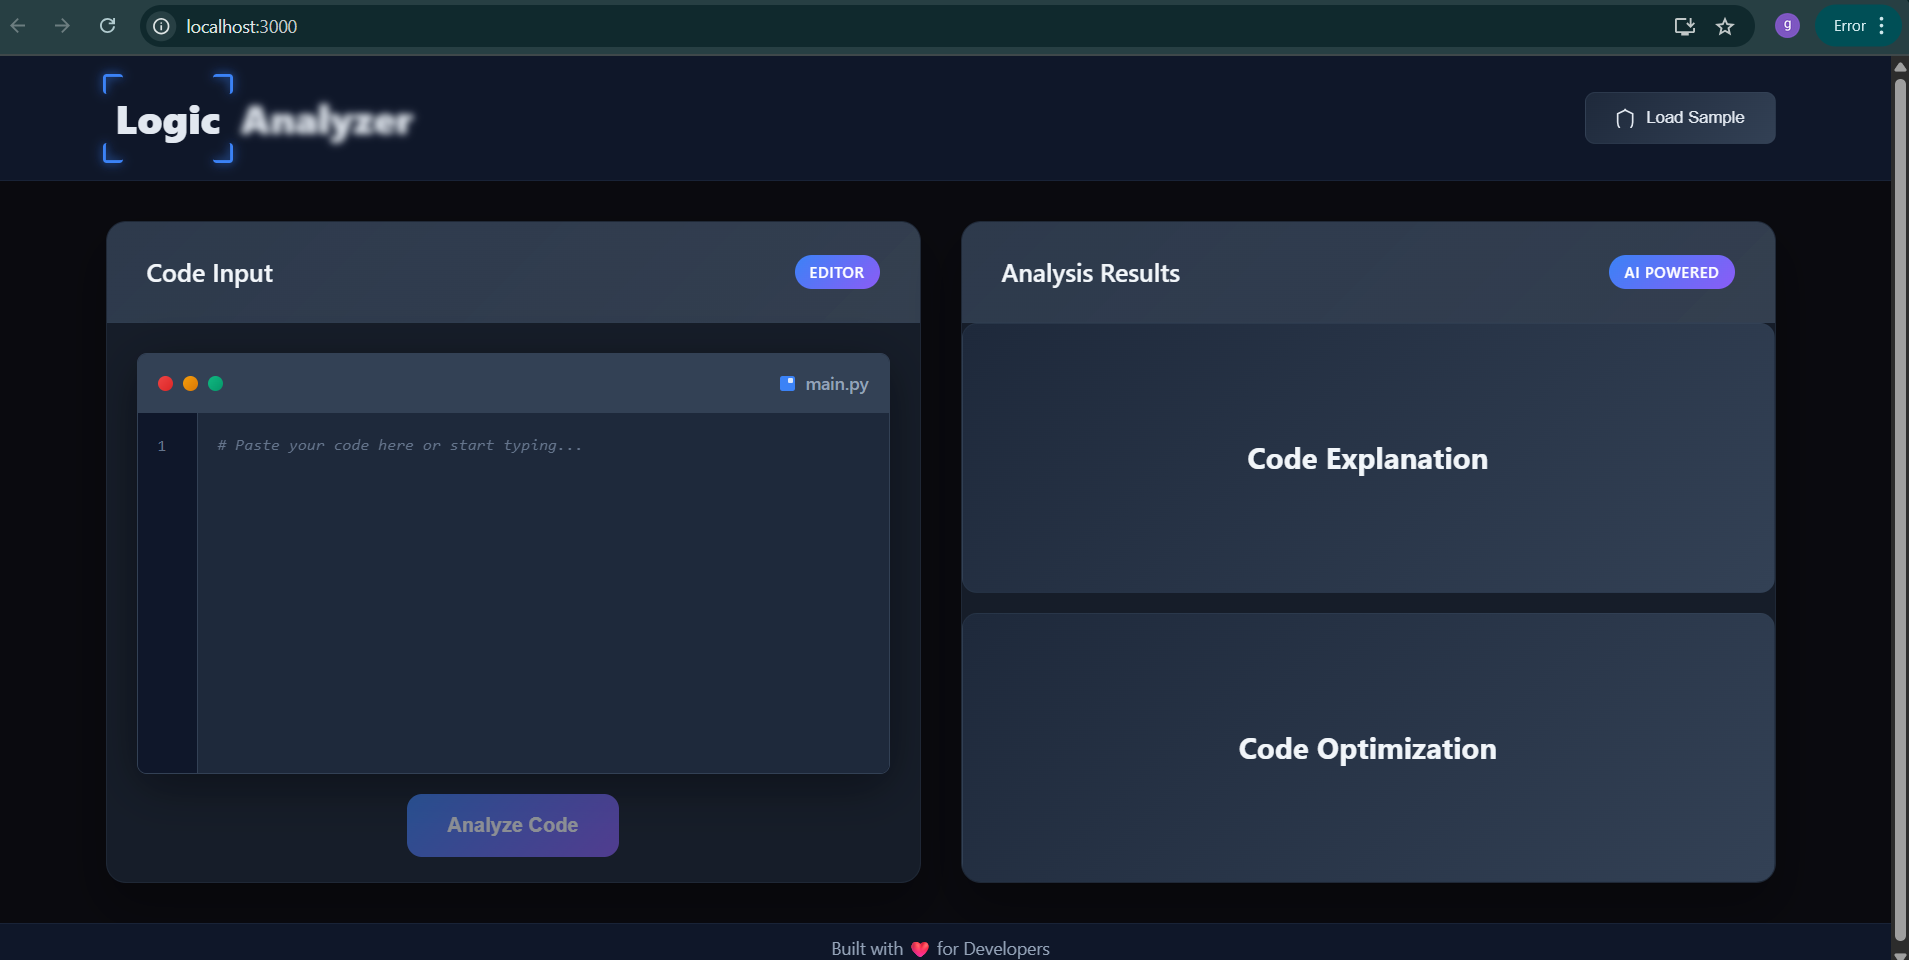 localhost:3000
g
Error
Logic Analyzer
Load Sample
Code Input
EDITOR
main.py
1
# Paste your code here or start typing...
Analyze Code
Analysis Results
AI POWERED
Code Explanation
Code Optimization
Built with ❤️ for Developers